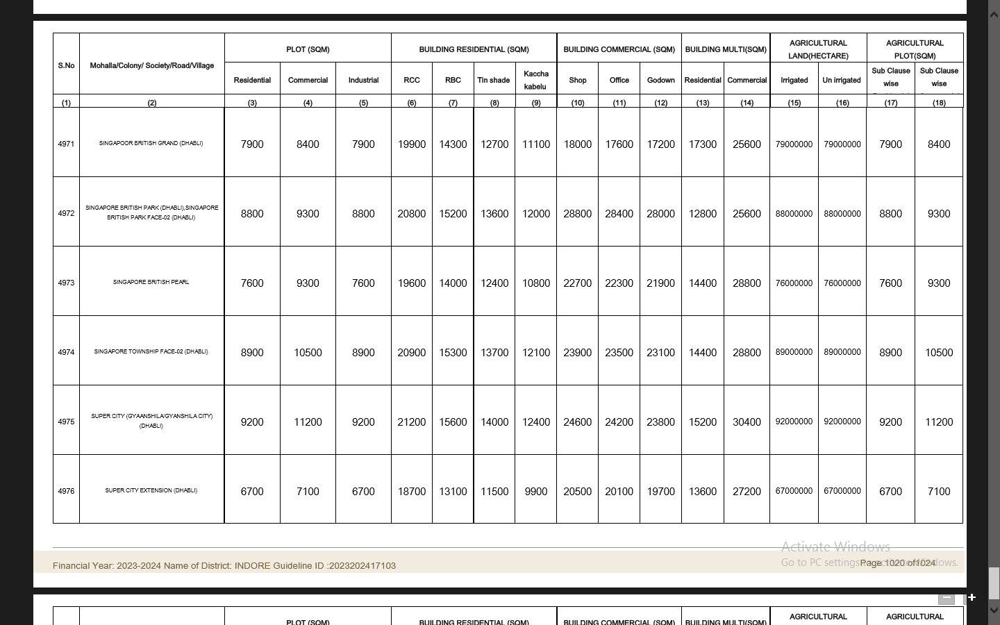 S.No Mohalla/Colony/ Society/Road/Village PLOT (SQM) BUILDING RESIDENTIAL (SQM) BUILDING COMMERCIAL (SQM) BUILDING MULTI(SQM) AGRICULTURAL LAND(HECTARE) AGRICULTURAL PLOT(SQM)
Residential Commercial Industrial RCC RBC Tin shade Kaccha kabelu Shop Office Godown Residential Commercial Irrigated Un irrigated Sub Clause wise Sub Clause wise
(1) (2) (3) (4) (5) (6) (7) (8) (9) (10) (11) (12) (13) (14) (15) (16) (17) (18)
4971 SINGAPOOR BRITISH GRAND (DHABLI) 7900 8400 7900 19900 14300 12700 11100 18000 17600 17200 17300 25600 79000000 79000000 7900 8400
4972 SINGAPORE BRITISH PARK (DHABLI),SINGAPORE BRITISH PARK FACE-02 (DHABLI) 8800 9300 8800 20800 15200 13600 12000 28800 28400 28000 12800 25600 88000000 88000000 8800 9300
4973 SINGAPORE BRITISH PEARL 7600 9300 7600 19600 14000 12400 10800 22700 22300 21900 14400 28800 76000000 76000000 7600 9300
4974 SINGAPORE TOWNSHIP FACE-02 (DHABLI) 8900 10500 8900 20900 15300 13700 12100 23900 23500 23100 14400 28800 89000000 89000000 8900 10500
4975 SUPER CITY (GYAANSHILA/GYANSHILA CITY) (DHABLI) 9200 11200 9200 21200 15600 14000 12400 24600 24200 23800 15200 30400 92000000 92000000 9200 11200
4976 SUPER CITY EXTENSION (DHABLI) 6700 7100 6700 18700 13100 11500 9900 20500 20100 19700 13600 27200 67000000 67000000 6700 7100
Activate Windows
Financial Year: 2023-2024 Name of District: INDORE Guideline ID :2023202417103
Go to PC settings
Page 1020 of1024
PLOT (SQM) BUILDING RESIDENTIAL (SQM) BUILDING COMMERCIAL (SQM) BUILDING MULTI(SQM) AGRICULTURAL AGRICULTURAL